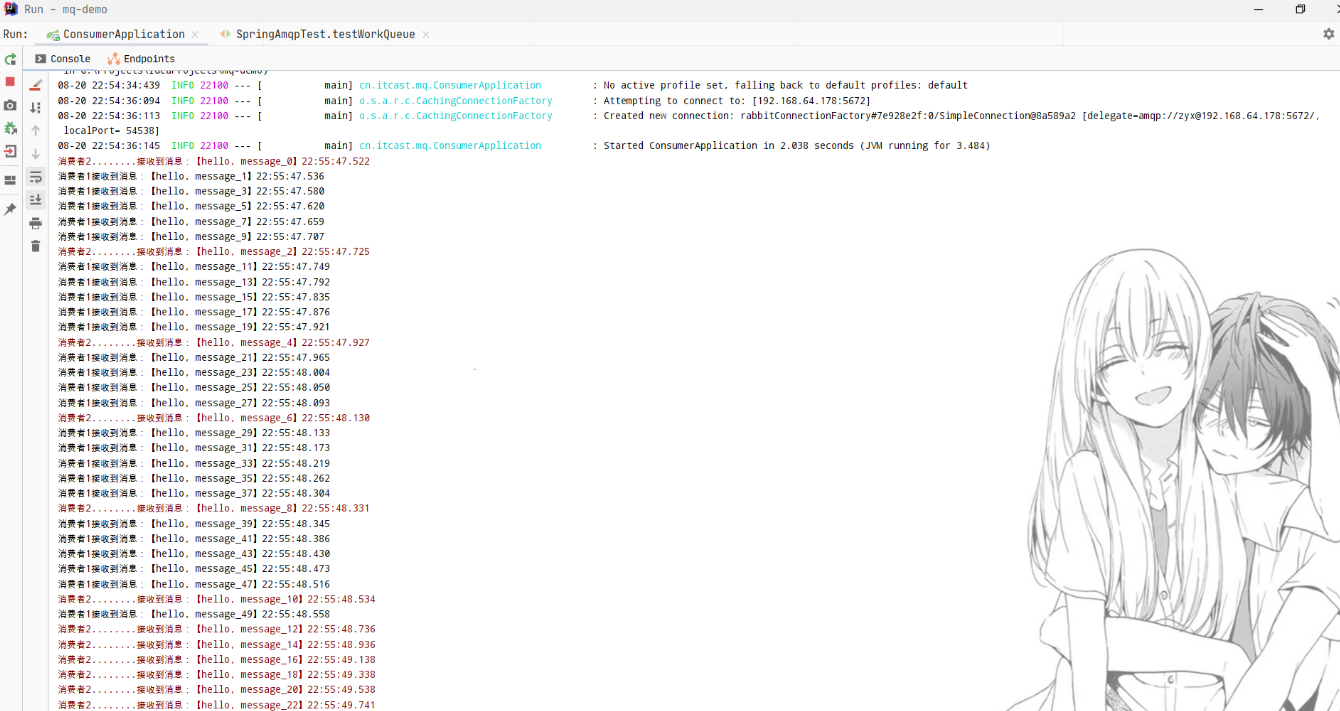 Run - mq-demo
Run: ConsumerApplication × SpringAmqpTest.testWorkQueue ×
Console Endpoints
08-20 22:54:34:439 INFO 22100 --- [ main] cn.itcast.mq.ConsumerApplication : No active profile set, falling back to default profiles: default
08-20 22:54:36:094 INFO 22100 --- [ main] o.s.a.r.c.CachingConnectionFactory : Attempting to connect to: [192.168.64.178:5672]
08-20 22:54:36:113 INFO 22100 --- [ main] o.s.a.r.c.CachingConnectionFactory : Created new connection: rabbitConnectionFactory#7e928e2f:0/SimpleConnection@8a589a2 [delegate=amqp://zyx@192.168.64.178:5672/,
localPort= 54538]
08-20 22:54:36:145 INFO 22100 --- [ main] cn.itcast.mq.ConsumerApplication : Started ConsumerApplication in 2.038 seconds (JVM running for 3.484)
消费者2........接收到消息：【hello, message_0】22:55:47.522
消费者1接收到消息：【hello, message_1】22:55:47.536
消费者1接收到消息：【hello, message_3】22:55:47.580
消费者1接收到消息：【hello, message_5】22:55:47.620
消费者1接收到消息：【hello, message_7】22:55:47.659
消费者1接收到消息：【hello, message_9】22:55:47.707
消费者2........接收到消息：【hello, message_2】22:55:47.725
消费者1接收到消息：【hello, message_11】22:55:47.749
消费者1接收到消息：【hello, message_13】22:55:47.792
消费者1接收到消息：【hello, message_15】22:55:47.835
消费者1接收到消息：【hello, message_17】22:55:47.876
消费者1接收到消息：【hello, message_19】22:55:47.921
消费者2........接收到消息：【hello, message_4】22:55:47.927
消费者1接收到消息：【hello, message_21】22:55:47.965
消费者1接收到消息：【hello, message_23】22:55:48.004
消费者1接收到消息：【hello, message_25】22:55:48.050
消费者1接收到消息：【hello, message_27】22:55:48.093
消费者2........接收到消息：【hello, message_6】22:55:48.130
消费者1接收到消息：【hello, message_29】22:55:48.133
消费者1接收到消息：【hello, message_31】22:55:48.173
消费者1接收到消息：【hello, message_33】22:55:48.219
消费者1接收到消息：【hello, message_35】22:55:48.262
消费者1接收到消息：【hello, message_37】22:55:48.304
消费者2........接收到消息：【hello, message_8】22:55:48.331
消费者1接收到消息：【hello, message_39】22:55:48.345
消费者1接收到消息：【hello, message_41】22:55:48.386
消费者1接收到消息：【hello, message_43】22:55:48.430
消费者1接收到消息：【hello, message_45】22:55:48.473
消费者1接收到消息：【hello, message_47】22:55:48.516
消费者2........接收到消息：【hello, message_10】22:55:48.534
消费者1接收到消息：【hello, message_49】22:55:48.558
消费者2........接收到消息：【hello, message_12】22:55:48.736
消费者2........接收到消息：【hello, message_14】22:55:48.936
消费者2........接收到消息：【hello, message_16】22:55:49.138
消费者2........接收到消息：【hello, message_18】22:55:49.338
消费者2........接收到消息：【hello, message_20】22:55:49.538
消费者2........接收到消息：【hello, message_22】22:55:49.741